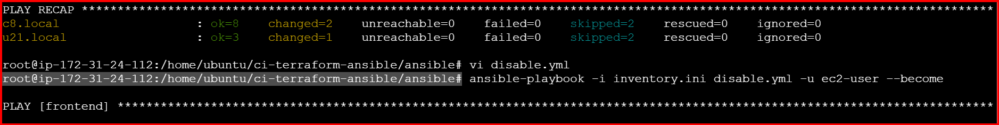 PLAY RECAP *******************************************************************************************************************************
c8.local : ok=8 changed=2 unreachable=0 failed=0 skipped=2 rescued=0 ignored=0
u21.local : ok=3 changed=1 unreachable=0 failed=0 skipped=2 rescued=0 ignored=0
root@ip-172-31-24-112:/home/ubuntu/ci-terraform-ansible/ansible# vi disable.yml
root@ip-172-31-24-112:/home/ubuntu/ci-terraform-ansible/ansible# ansible-playbook -i inventory.ini disable.yml -u ec2-user --become
PLAY [frontend] **************************************************************************************************************************